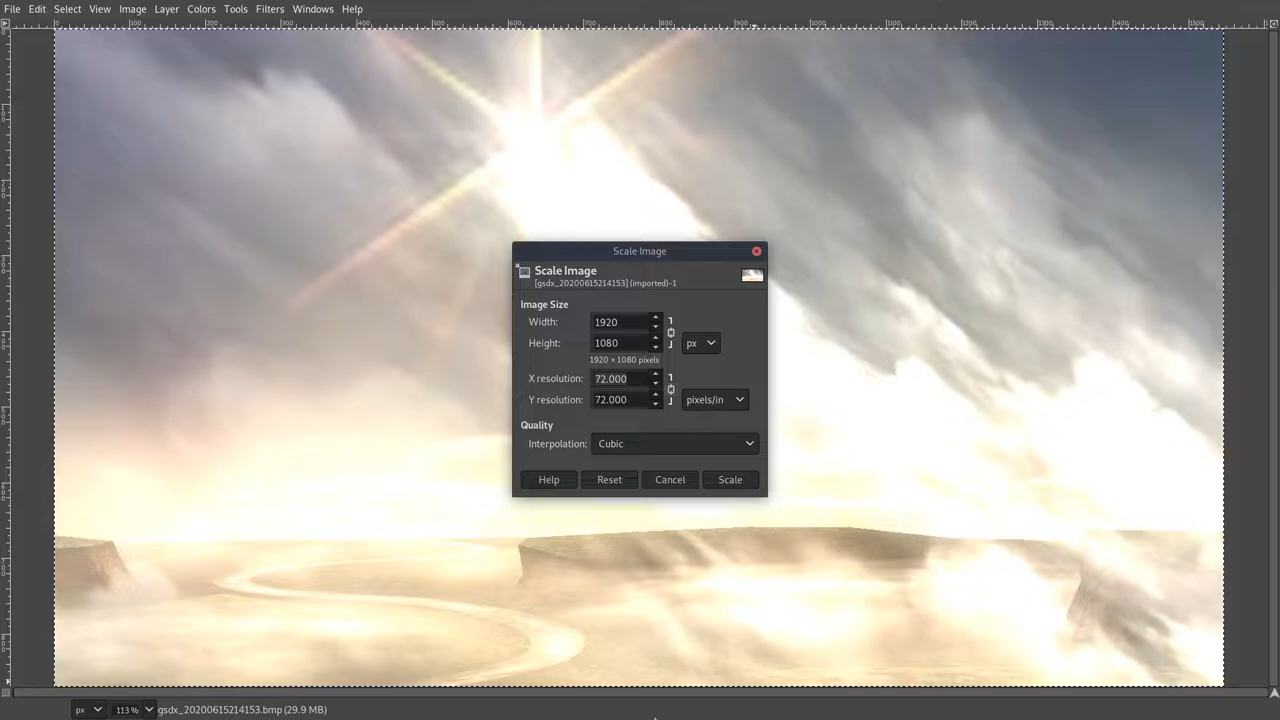 File Edit Select View Image Layer Colors Tools Filters Windows Help
Scale Image
Scale Image
[gsdx_20200615214153] (imported)-1
Image Size
Width: 1920
Height: 1080 px
1920 × 1080 pixels
X resolution: 72.000
Y resolution: 72.000 pixels/in
Quality
Interpolation: Cubic
Help Reset Cancel Scale
px 113 % gsdx_20200615214153.bmp (29.9 MB)